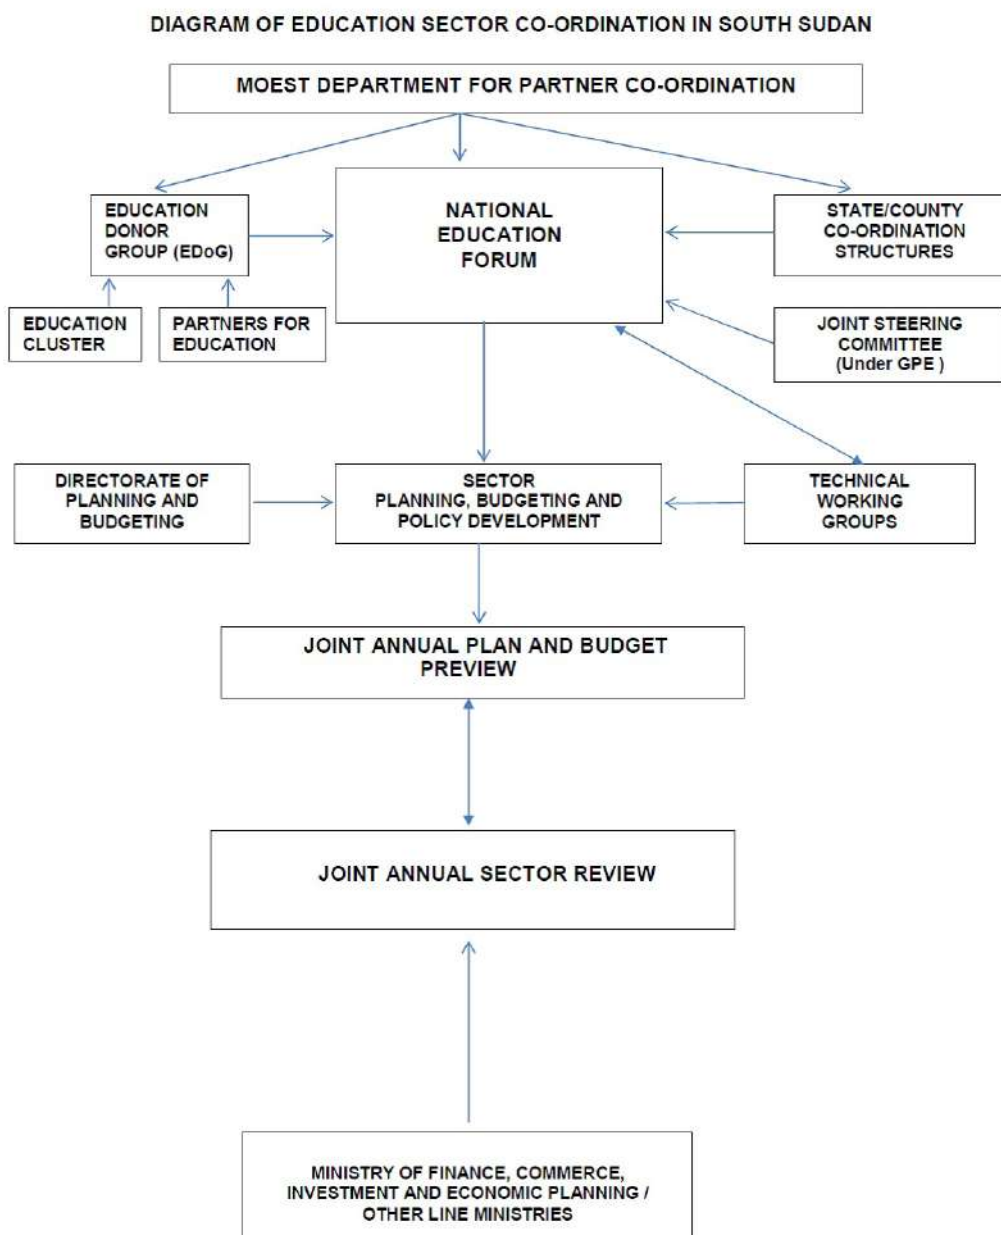 DIAGRAM OF EDUCATION SECTOR CO-ORDINATION IN SOUTH SUDAN
MOEST DEPARTMENT FOR PARTNER CO-ORDINATION
EDUCATION
DONOR
GROUP (EDoG)
NATIONAL
EDUCATION
FORUM
STATE/COUNTY
CO-ORDINATION
STRUCTURES
EDUCATION
CLUSTER
PARTNERS FOR
EDUCATION
JOINT STEERING
COMMITTEE
(Under GPE )
DIRECTORATE OF
PLANNING AND
BUDGETING
SECTOR
PLANNING, BUDGETING AND
POLICY DEVELOPMENT
TECHNICAL
WORKING
GROUPS
JOINT ANNUAL PLAN AND BUDGET
PREVIEW
JOINT ANNUAL SECTOR REVIEW
MINISTRY OF FINANCE, COMMERCE,
INVESTMENT AND ECONOMIC PLANNING /
OTHER LINE MINISTRIES